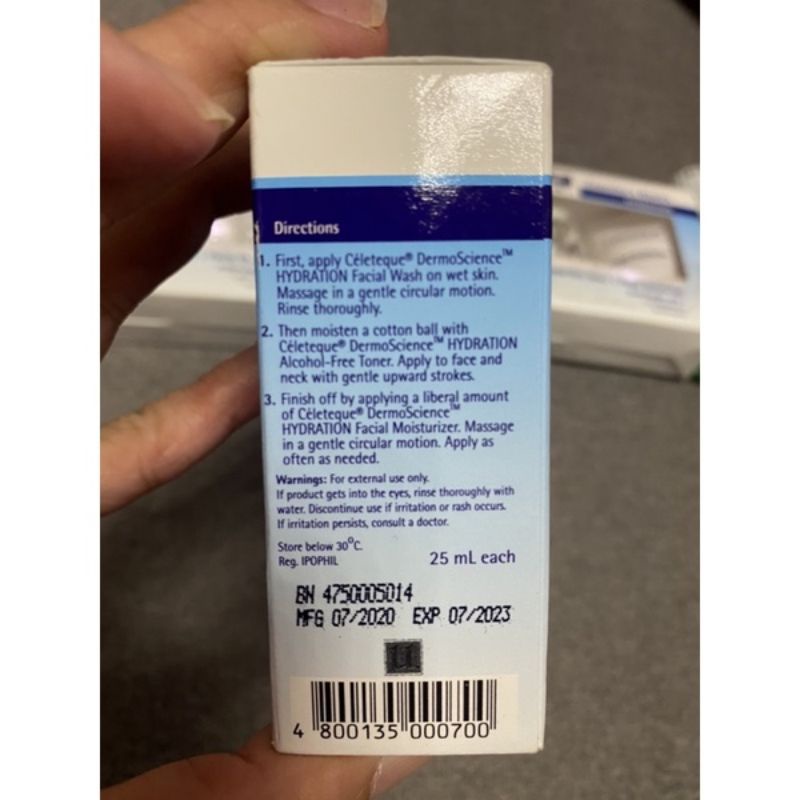 Directions
1. First, apply Céleteque® DermoScience™
HYDRATION Facial Wash on wet skin.
Massage in a gentle circular motion.
Rinse thoroughly.
2. Then moisten a cotton ball with
Céleteque® DermoScience™ HYDRATION
Alcohol-Free Toner. Apply to face and
neck with gentle upward strokes.
3. Finish off by applying a liberal amount
of Céleteque® DermoScience™
HYDRATION Facial Moisturizer. Massage
in a gentle circular motion. Apply as
often as needed.
Warnings: For external use only.
If product gets into the eyes, rinse thoroughly with
water. Discontinue use if irritation or rash occurs.
If irritation persists, consult a doctor.
Store below 30°C.
Reg. IPOPHIL 25 mL each
BN 4750005014
MFG 07/2020 EXP 07/2023
4 800135 000700